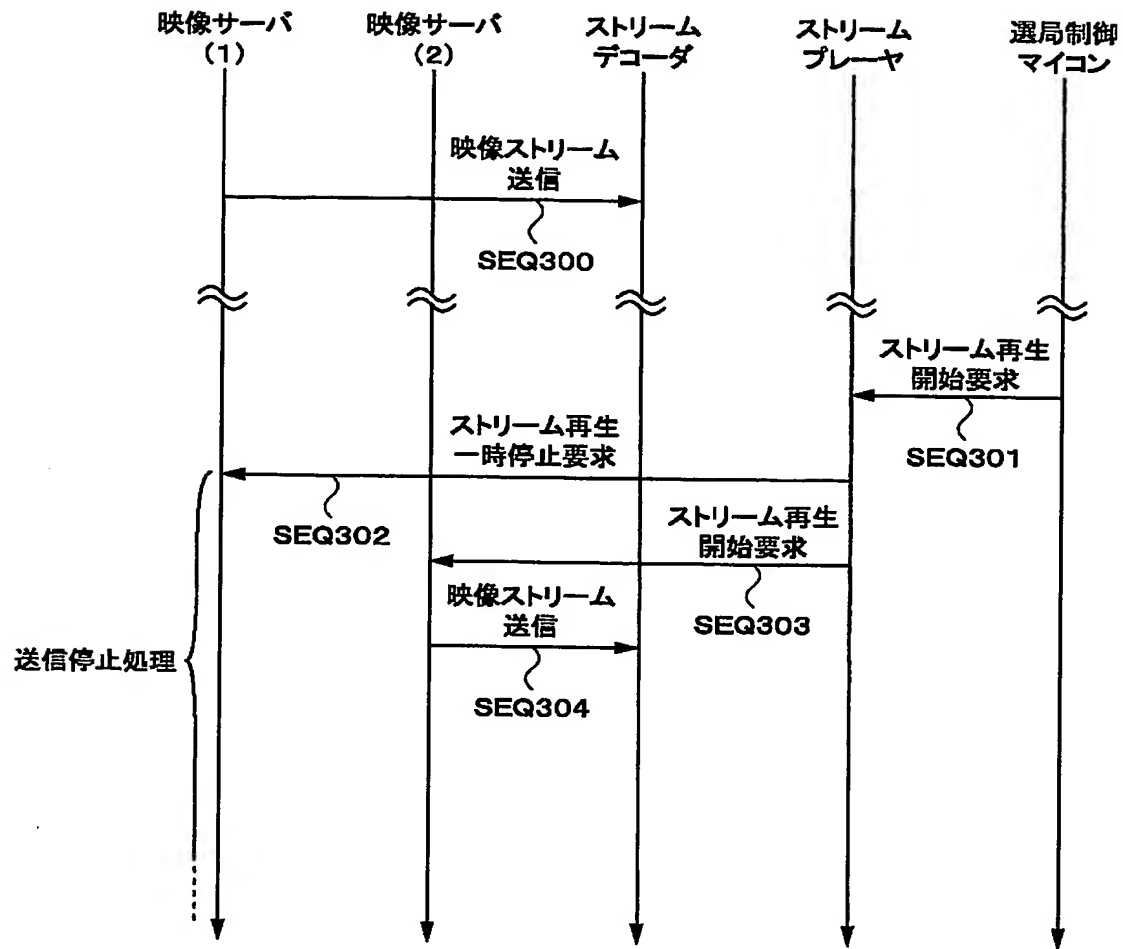 映像サーバ
(1)
映像サーバ
(2)
ストリーム
デコーダ
ストリーム
プレーヤ
選局制御
マイコン
映像ストリーム
送信
SEQ300
ストリーム再生
開始要求
SEQ301
ストリーム再生
一時停止要求
SEQ302
ストリーム再生
開始要求
SEQ303
映像ストリーム
送信
SEQ304
送信停止処理